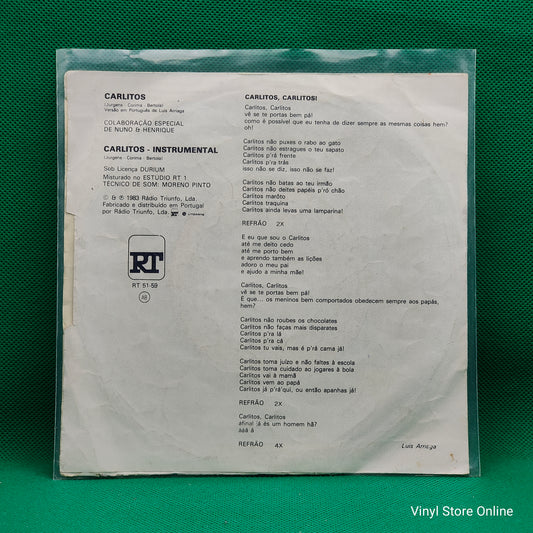 CARLITOS
(Jurgens - Corima - Bertola)
Versão em Português de Luís Arriaga
COLABORAÇÃO ESPECIAL
DE NUNO & HENRIQUE
CARLITOS - INSTRUMENTAL
(Jurgens - Corima - Bertola)
Sob Licença DURIUM
Misturado no ESTÚDIO RT 1
TÉCNICO DE SOM: MORENO PINTO
© & ℗ 1983 Rádio Triunfo, Lda
Fabricado e distribuído em Portugal
por Rádio Triunfo, Lda
RT
RT 51-59
CARLITOS, CARLITOS!
Carlitos, Carlitos
vê se te portas bem pá!
como é possível que eu tenha de dizer sempre as mesmas coisas hem?
oh!
Carlitos não puxes o rabo ao gato
Carlitos não estragues o teu sapato
Carlitos p'rá frente
Carlitos p'ra trás
isso não se diz, isso não se faz!
Carlitos não batas ao teu irmão
Carlitos não deites papéis p'ró chão
Carlitos marôto
Carlitos traquina
Carlitos ainda levas uma lamparina!
REFRÃO 2X
E eu que sou o Carlitos
até me deito cedo
até me porto bem
e aprendo também as lições
adoro o meu pai
e ajudo a minha mãe!
Carlitos, Carlitos,
vê se te portas bem pá!
E que... os meninos bem comportados obedecem sempre aos papás,
hem?
Carlitos não roubes os chocolates
Carlitos não faças mais disparates
Carlitos p'ra lá
Carlitos p'ra cá
Carlitos tu vais, mas é p'rá cama já!
Carlitos toma juízo e não faltes à escola
Carlitos toma cuidado ao jogares à bola
Carlitos vai à mamã
Carlitos vem ao papá
Carlitos já p'rá'qui, ou então apanhas já!
REFRÃO 2X
Carlitos, Carlitos
afinal já és um homem hã?
ááá á
REFRÃO 4X
Luís Arriaga
Vinyl Store Online